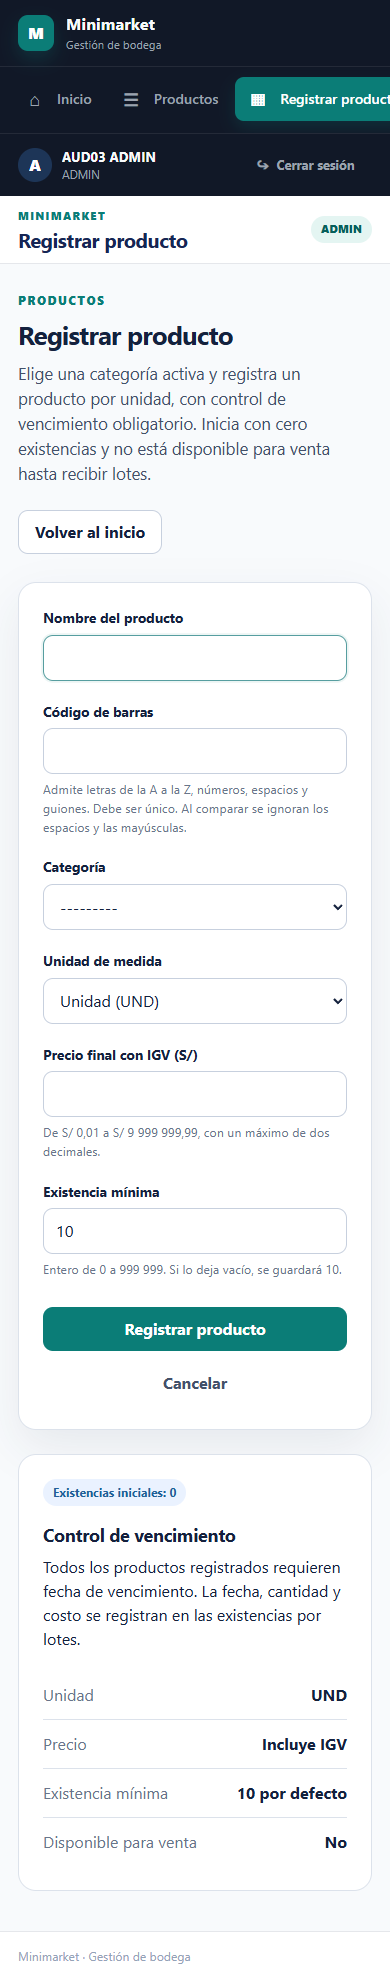 M
Minimarket
Gestión de bodega
Inicio
Productos
Registrar product
A
AUD03 ADMIN
ADMIN
Cerrar sesión
MINIMARKET
Registrar producto
ADMIN
PRODUCTOS
Registrar producto
Elige una categoría activa y registra un
producto por unidad, con control de
vencimiento obligatorio. Inicia con cero
existencias y no está disponible para venta
hasta recibir lotes.
Volver al inicio
Nombre del producto
Código de barras
Admite letras de la A a la Z, números, espacios y
guiones. Debe ser único. Al comparar se ignoran los
espacios y las mayúsculas.
Categoría
---------
Unidad de medida
Unidad (UND)
Precio final con IGV (S/)
De S/ 0,01 a S/ 9 999 999,99, con un máximo de dos
decimales.
Existencia mínima
10
Entero de 0 a 999 999. Si lo deja vacío, se guardará 10.
Registrar producto
Cancelar
Existencias iniciales: 0
Control de vencimiento
Todos los productos registrados requieren
fecha de vencimiento. La fecha, cantidad y
costo se registran en las existencias por
lotes.
Unidad UND
Precio Incluye IGV
Existencia mínima 10 por defecto
Disponible para venta No
Minimarket · Gestión de bodega